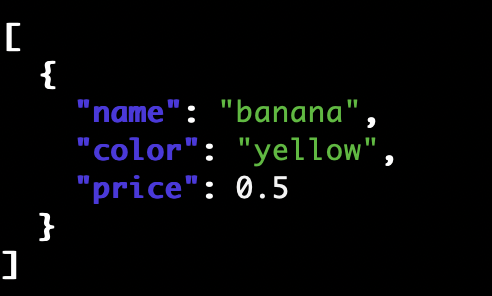 [
  {
    "name": "banana",
    "color": "yellow",
    "price": 0.5
  }
]